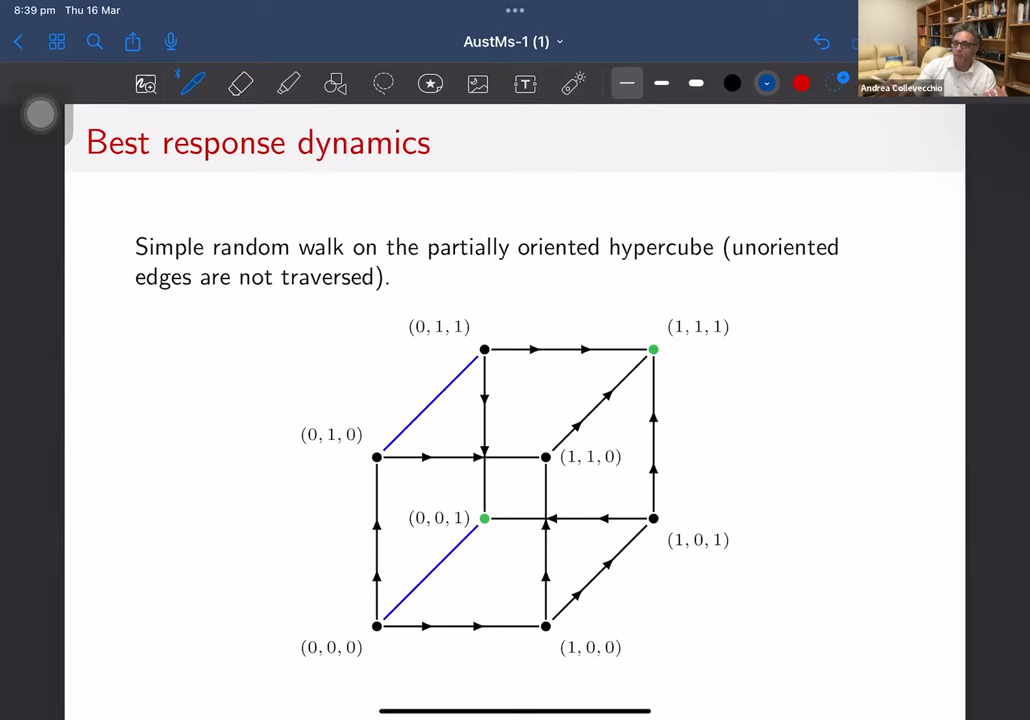 8:39 pm Thu 16 Mar
AustMs-1 (1)
T
Andrea Collevecchio
Best response dynamics
Simple random walk on the partially oriented hypercube (unoriented
edges are not traversed).
(0, 1, 1)
(1, 1, 1)
(0, 1, 0)
(1, 1, 0)
(0, 0, 1)
(1, 0, 1)
(0, 0, 0)
(1, 0, 0)